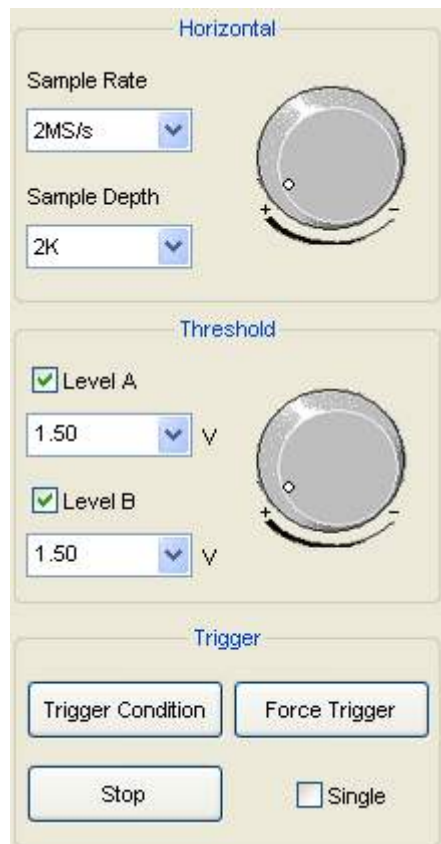 Horizontal
Sample Rate
2MS/s
Sample Depth
2K
+ -
Threshold
Level A
1.50 V
Level B
1.50 V
+ -
Trigger
Trigger Condition Force Trigger
Stop Single